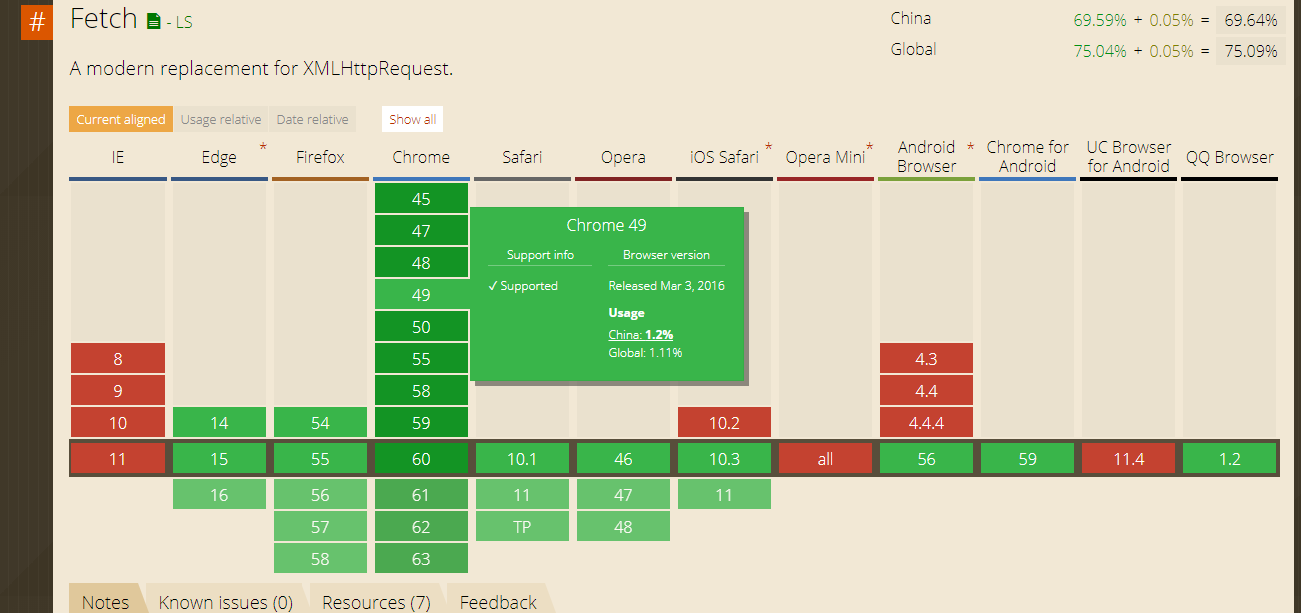 # Fetch - LS
China 69.59% + 0.05% = 69.64%
Global 75.04% + 0.05% = 75.09%
A modern replacement for XMLHttpRequest.
Current aligned Usage relative Date relative Show all
IE Edge * Firefox Chrome Safari Opera iOS Safari * Opera Mini * Android Browser * Chrome for Android UC Browser for Android QQ Browser
45
47
48
49
50
8 55 4.3
9 58 4.4
10 14 54 59 10.2 4.4.4
11 15 55 60 10.1 46 10.3 all 56 59 11.4 1.2
16 56 61 11 47 11
57 62 TP 48
58 63
Chrome 49
Support info Browser version
✓ Supported Released Mar 3, 2016
Usage
China: 1.2%
Global: 1.11%
Notes Known issues (0) Resources (7) Feedback